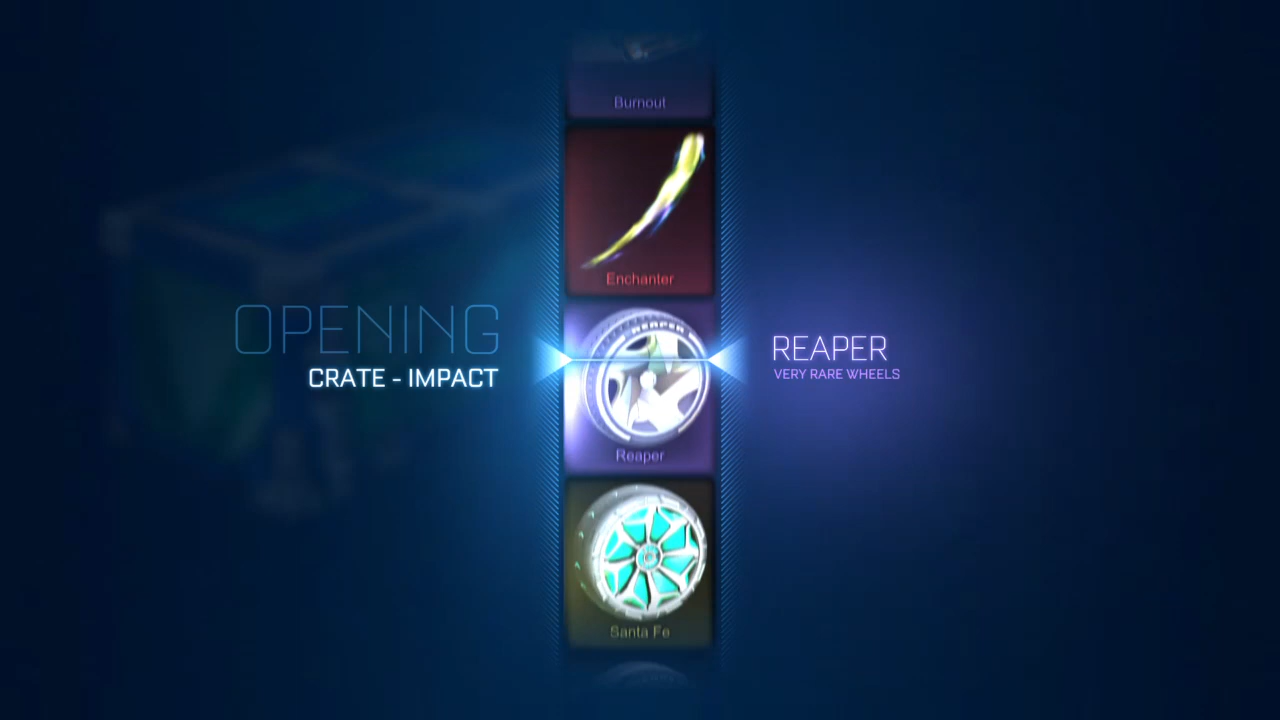 Burnout
Enchanter
OPENING
CRATE - IMPACT
REAPER
REAPER
VERY RARE WHEELS
Reaper
Santa Fe